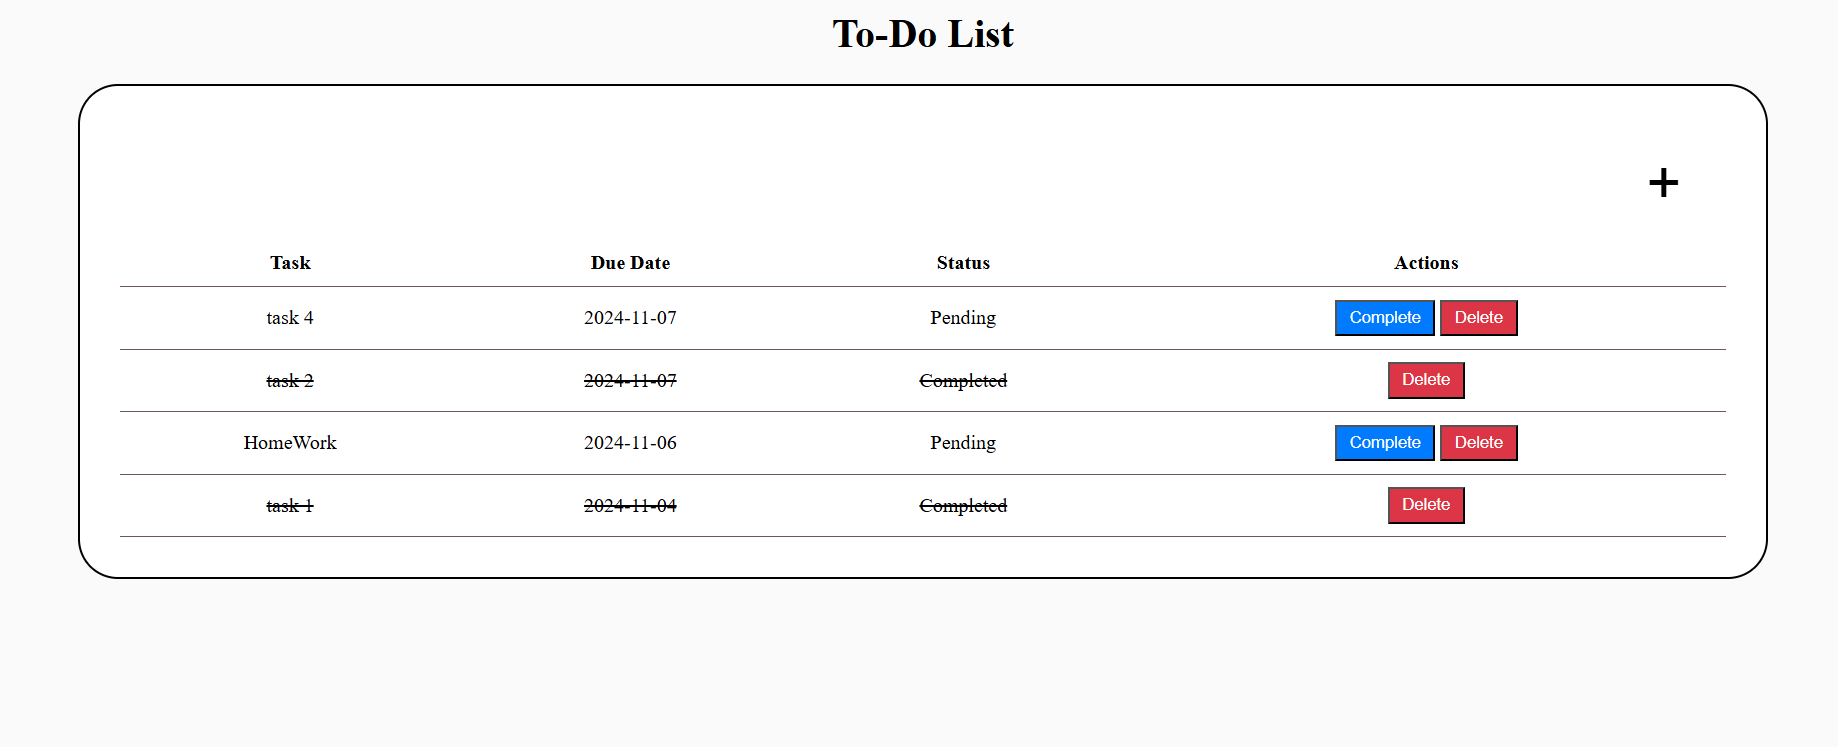 To-Do List
+
Task Due Date Status Actions
task 4 2024-11-07 Pending Complete Delete
task 2 2024-11-07 Completed Delete
HomeWork 2024-11-06 Pending Complete Delete
task 1 2024-11-04 Completed Delete